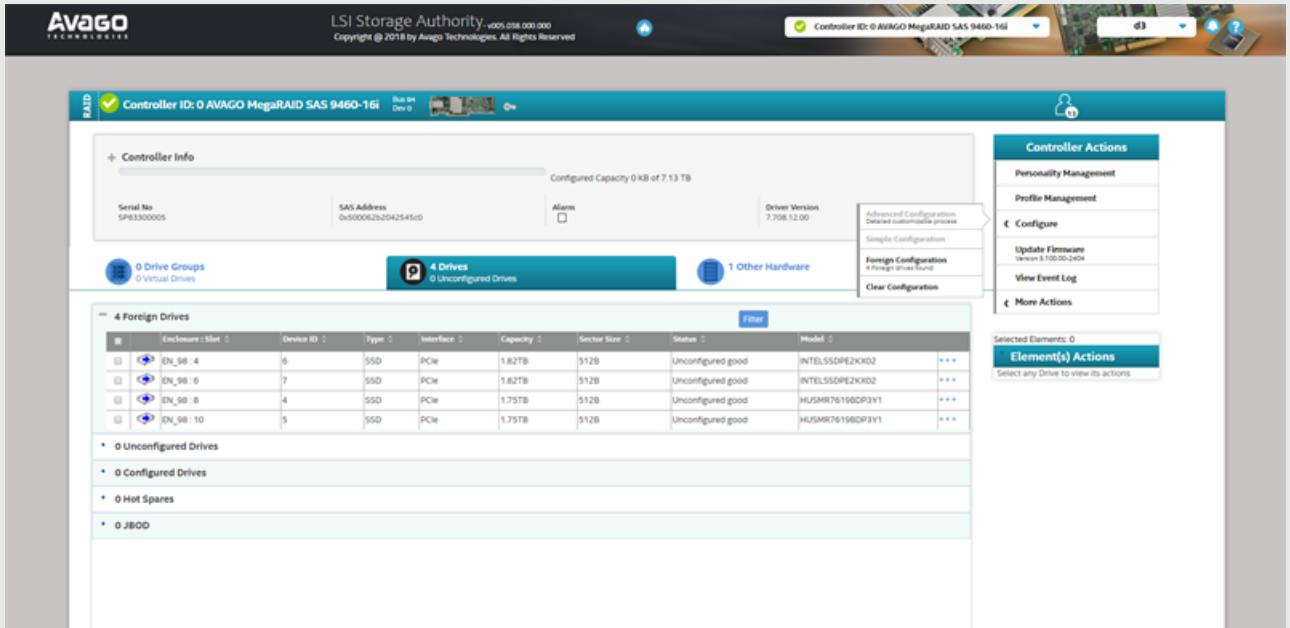 AVAGO
TECHNOLOGIES
LSI Storage Authority v005.038.000.000
Copyright @ 2018 by Avago Technologies. All Rights Reserved
Controller ID: 0 AVAGO MegaRAID SAS 9460-16i
d3
?
RAID
Controller ID: 0 AVAGO MegaRAID SAS 9460-16i
Bus 94
Dev 0
13
+ Controller Info
Configured Capacity 0 KB of 7.13 TB
Serial No
SP83300005
SAS Address
0x500062b2042545c0
Alarm
Driver Version
7.708.12.00
Advanced Configuration
Detailed customizable process
Simple Configuration
Foreign Configuration
4 Foreign drives found
Clear Configuration
Controller Actions
Personality Management
Profile Management
Configure
Update Firmware
Version 5.100.00-2404
View Event Log
More Actions
0 Drive Groups
0 Virtual Drives
4 Drives
0 Unconfigured Drives
1 Other Hardware
4 Foreign Drives
Filter
Enclosure : Slot Device ID Type Interface Capacity Sector Size Status Model
EN_98 : 4 6 SSD PCIe 1.82TB 512B Unconfigured good INTELSSDPE2KX02
EN_98 : 6 7 SSD PCIe 1.82TB 512B Unconfigured good INTELSSDPE2KX02
EN_98 : 8 4 SSD PCIe 1.75TB 512B Unconfigured good HUSMR7619BDP3Y1
EN_98 : 10 5 SSD PCIe 1.75TB 512B Unconfigured good HUSMR7619BDP3Y1
0 Unconfigured Drives
0 Configured Drives
0 Hot Spares
0 JBOD
Selected Elements: 0
Element(s) Actions
Select any Drive to view its actions